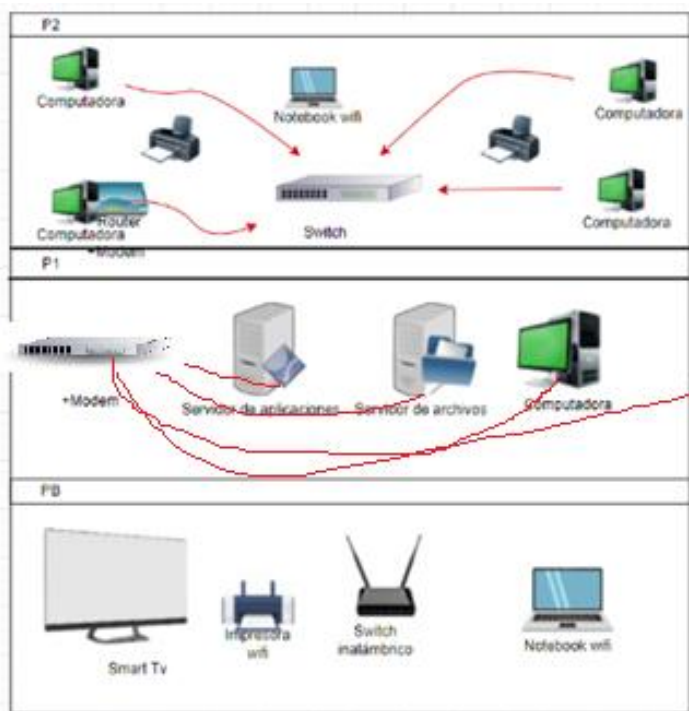 P2
Computadora
Notebook wifi
Computadora
Router
Computadora
+Modem
Switch
Computadora
P1
+Modem
Servidor de aplicaciones
Servidor de archivos
Computadora
PB
Smart Tv
Impresora
wifi
Switch
inalámbrico
Notebook wifi